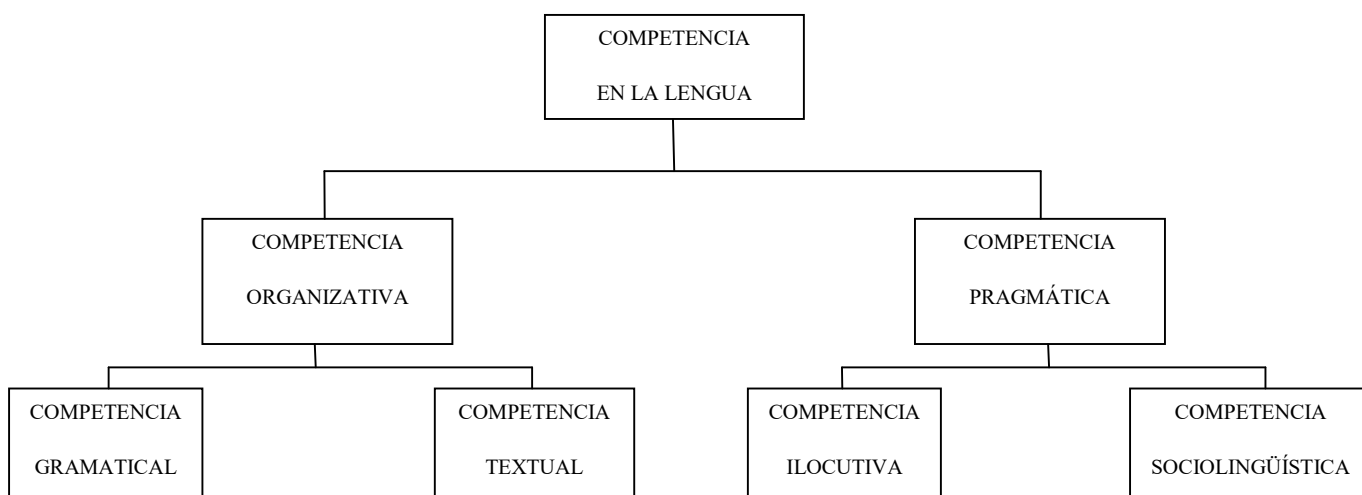 COMPETENCIA
EN LA LENGUA
COMPETENCIA
ORGANIZATIVA
COMPETENCIA
PRAGMÁTICA
COMPETENCIA
GRAMATICAL
COMPETENCIA
TEXTUAL
COMPETENCIA
ILOCUTIVA
COMPETENCIA
SOCIOLINGÜÍSTICA